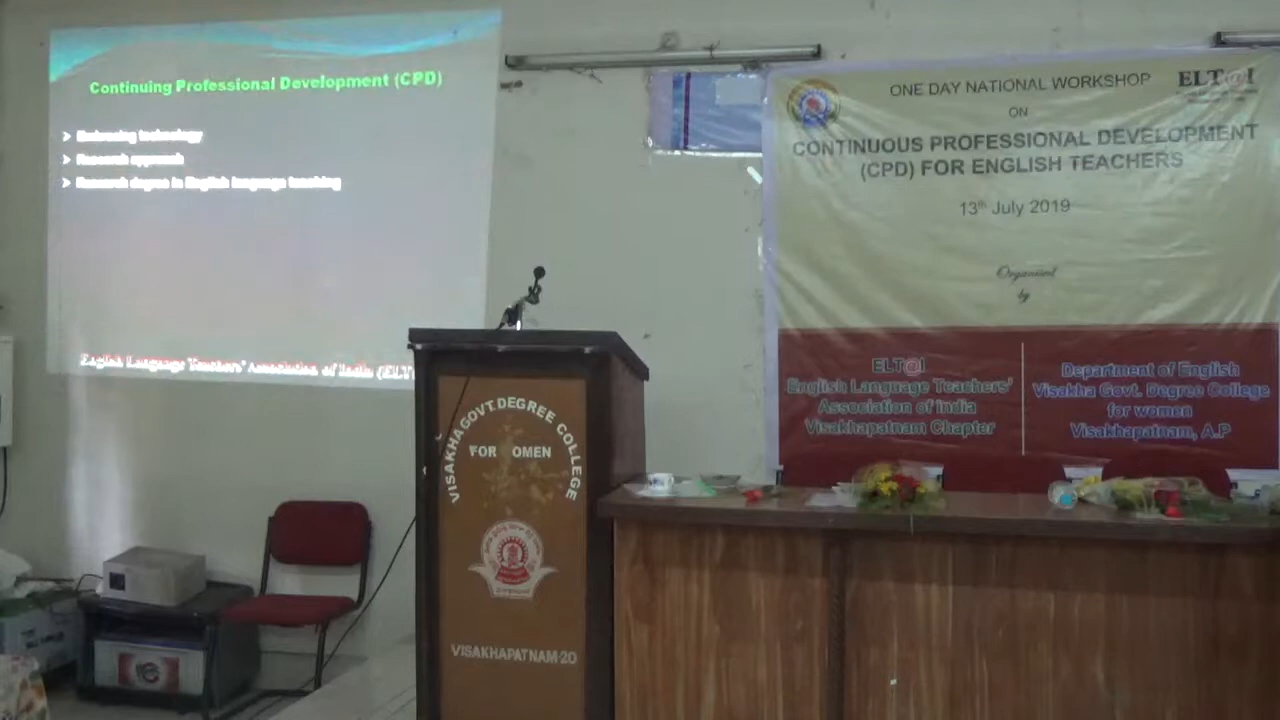 Continuing Professional Development (CPD)
Embracing technology
Research approach
Research degree in English language teaching
English Language Teachers' Association of India (ELT
ONE DAY NATIONAL WORKSHOP
ELT@I
ON
CONTINUOUS PROFESSIONAL DEVELOPMENT
(CPD) FOR ENGLISH TEACHERS
13th July 2019
Organised
by
ELT@I
English Language Teachers'
Association of India
Visakhapatnam Chapter
Department of English
Visakha Govt. Degree College
for women
Visakhapatnam, A.P
VISAKHA GOVT. DEGREE COLLEGE
FOR OMEN
VISAKHAPATNAM-20